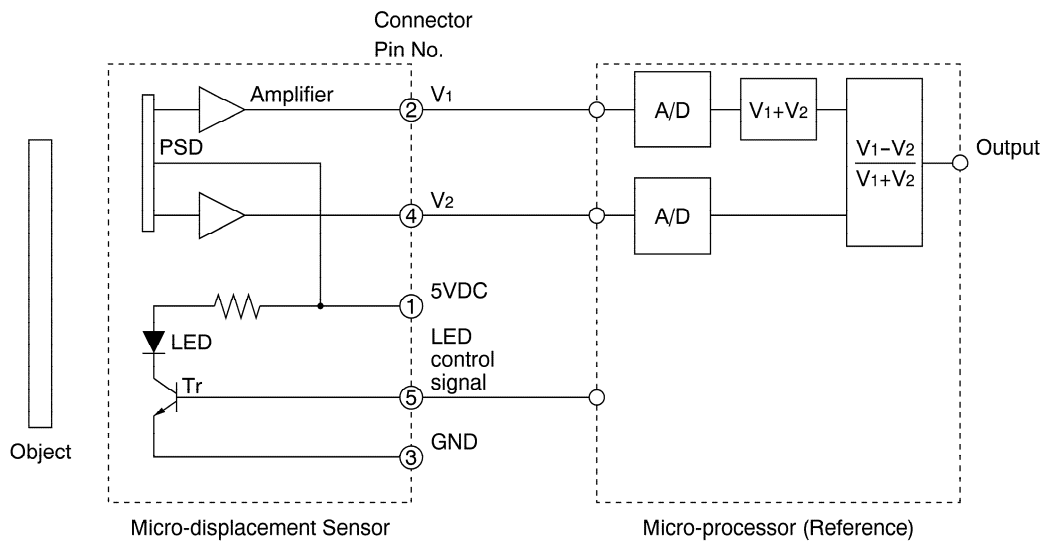 Connector
Pin No.
Amplifier
② V1
PSD
A/D
V1+V2
V1−V2
V1+V2
Output
④ V2
A/D
① 5VDC
LED
LED
control
signal
Tr
⑤
③ GND
Object
Micro-displacement Sensor
Micro-processor (Reference)